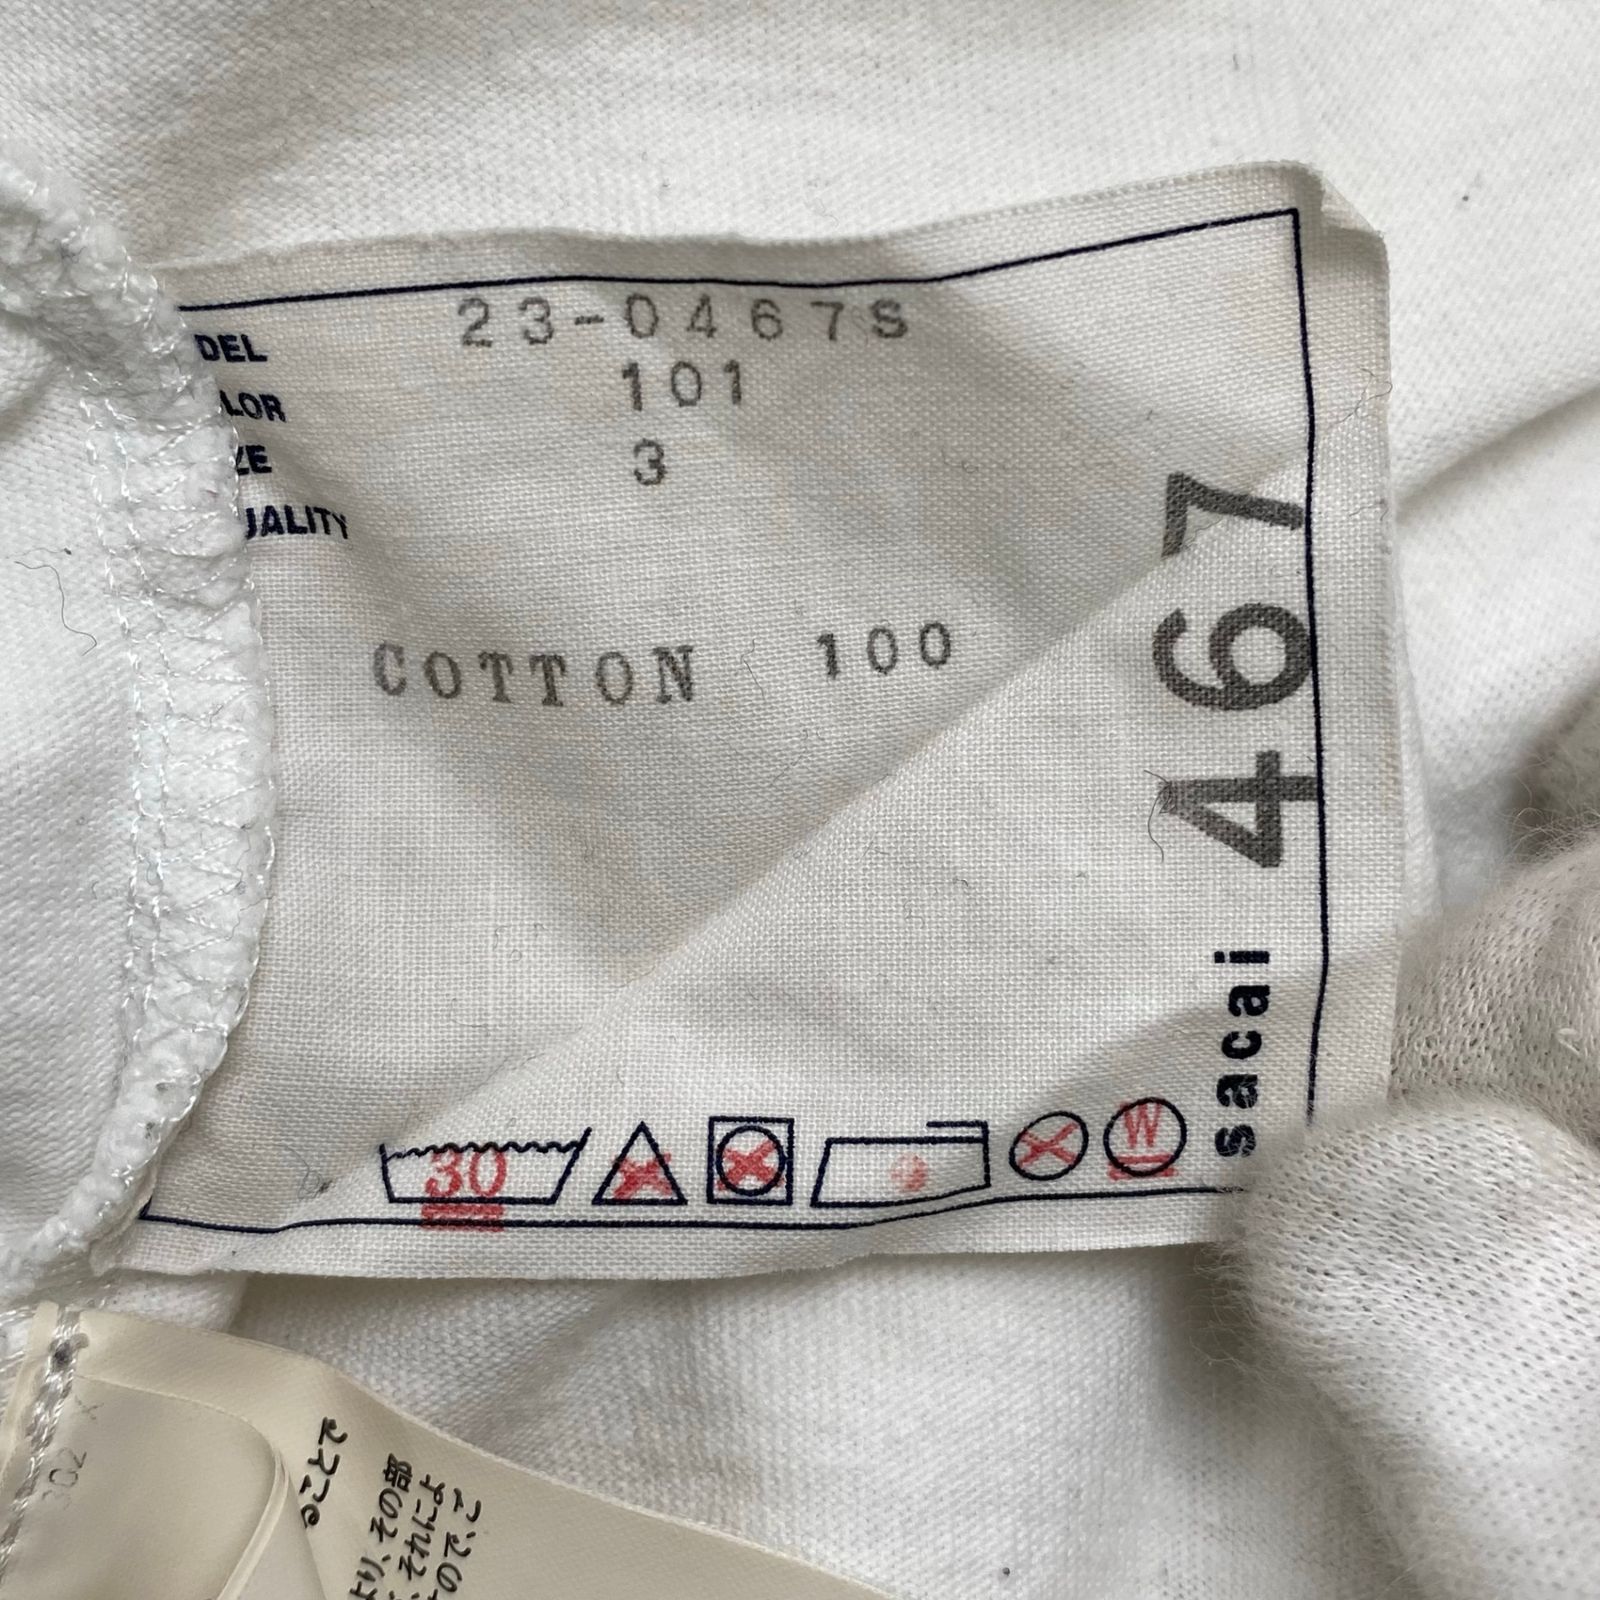 DEL 23-0467S
LOR 101
ZE 3
UALITY
COTTON 100
467
sacai
30
W